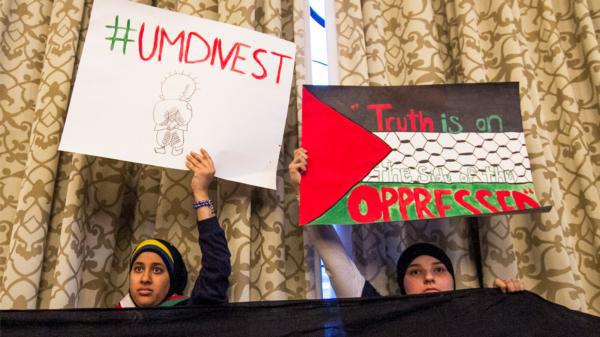 #UMDIVEST
"Truth is on
the side of the
OPPRESSED"